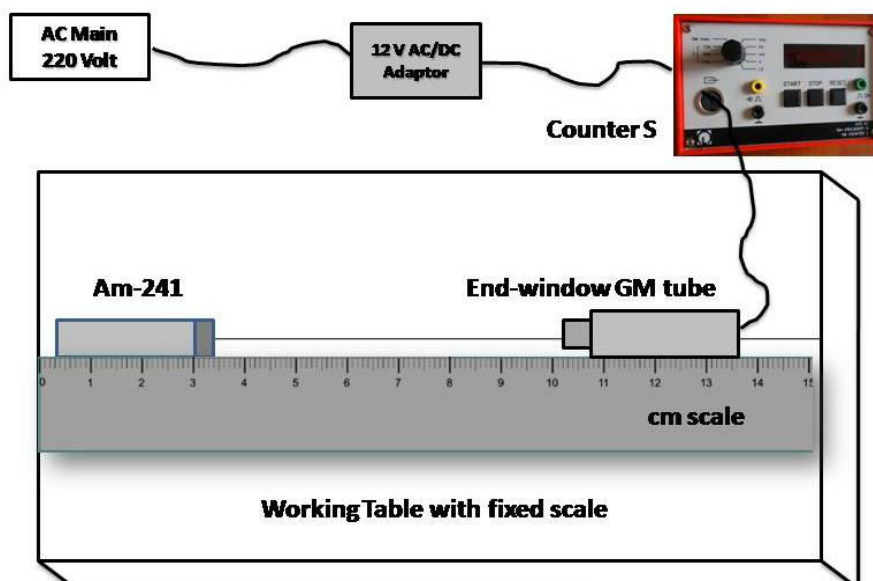 AC Main
220 Volt
12 V AC/DC
Adaptor
START STOP RESET
Counter S
Am-241
End-window GM tube
0 1 2 3 4 5 6 7 8 9 10 11 12 13 14 15
cm scale
Working Table with fixed scale